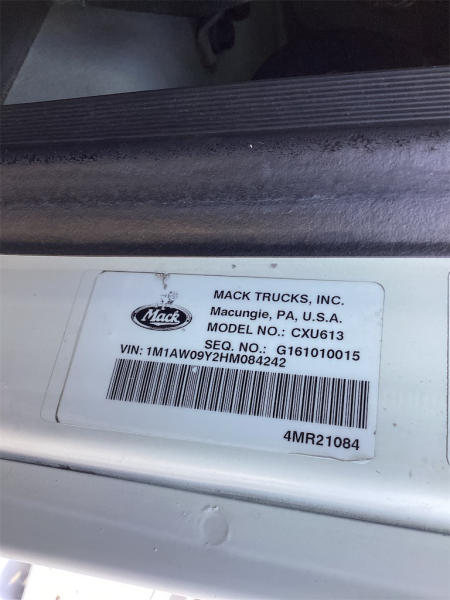 Mack
MACK TRUCKS, INC.
Macungie, PA, U.S.A.
MODEL NO.: CXU613
SEQ. NO.: G161010015
VIN: 1M1AW09Y2HM084242
4MR21084